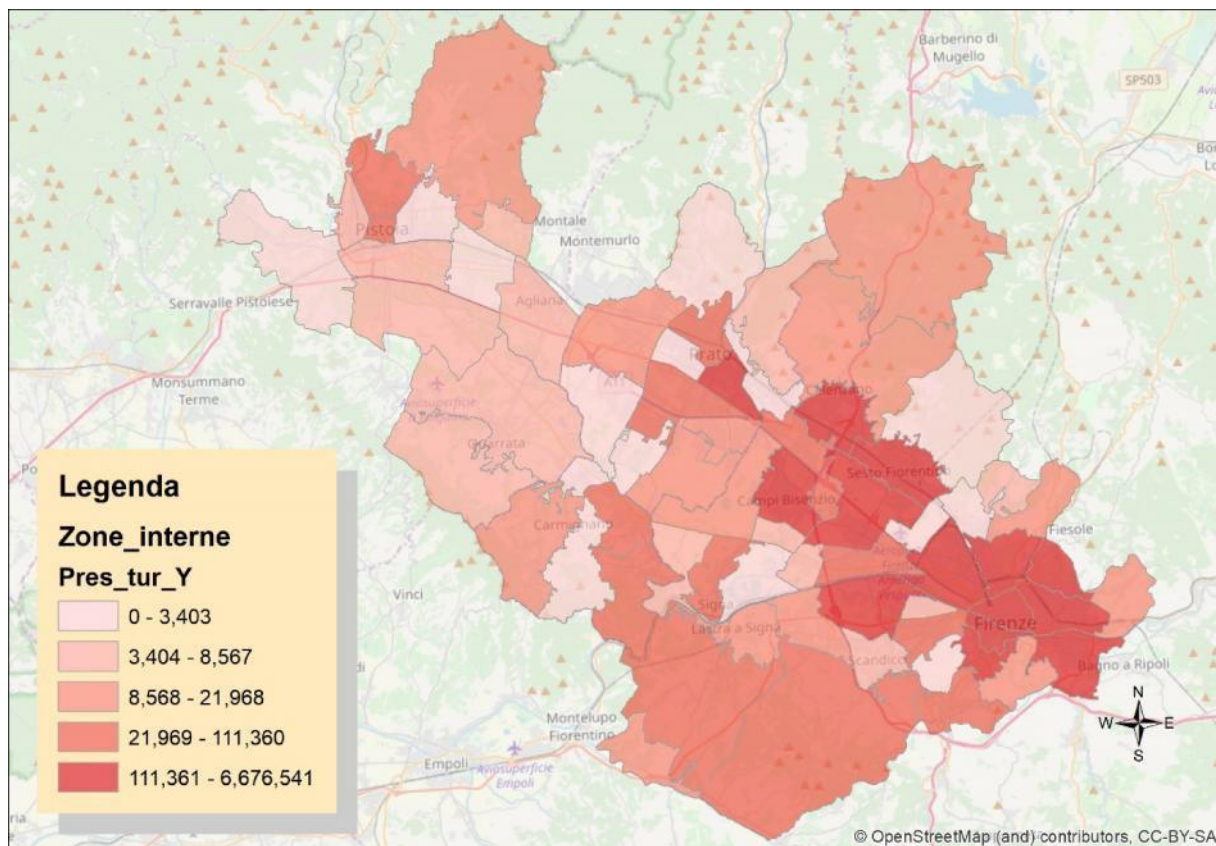 Barberino di
Mugello
SP503
Montale
Montemurlo
Pistoia
Serravalle Pistoiese
Agliana
Prato
A11
Monsummano
Terme
Calenzano
Quarrata
Sesto Fiorentino
Campi Bisenzio
Carmignano
Fiesole
Vinci
Signa
Lastra a Signa
Firenze
Scandicci
Bagno a Ripoli
Montelupo
Fiorentino
Empoli
Aviosuperficie
Empoli
Legenda
Zone_interne
Pres_tur_Y
0 - 3,403
3,404 - 8,567
8,568 - 21,968
21,969 - 111,360
111,361 - 6,676,541
N
W
E
S
© OpenStreetMap (and) contributors, CC-BY-SA